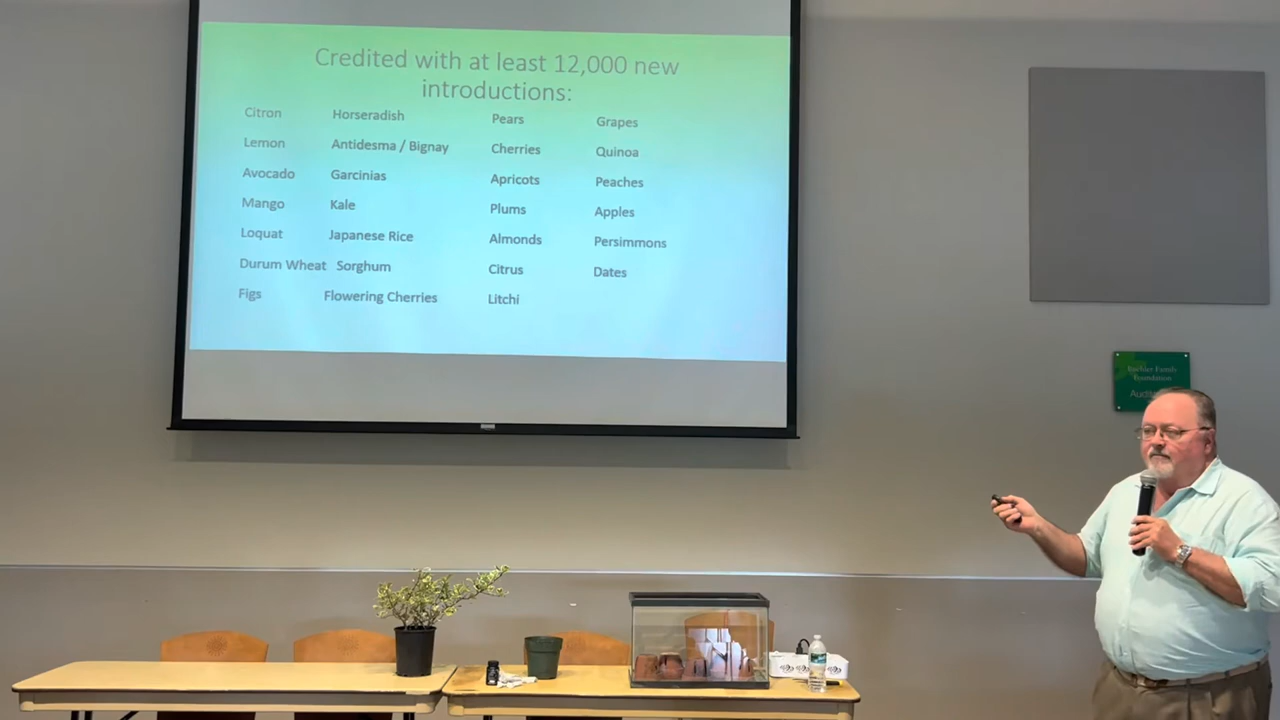 Credited with at least 12,000 new
introductions:
Citron Horseradish Pears Grapes
Lemon Antidesma / Bignay Cherries Quinoa
Avocado Garcinias Apricots Peaches
Mango Kale Plums Apples
Loquat Japanese Rice Almonds Persimmons
Durum Wheat Sorghum Citrus Dates
Figs Flowering Cherries Litchi
Family
Foundation